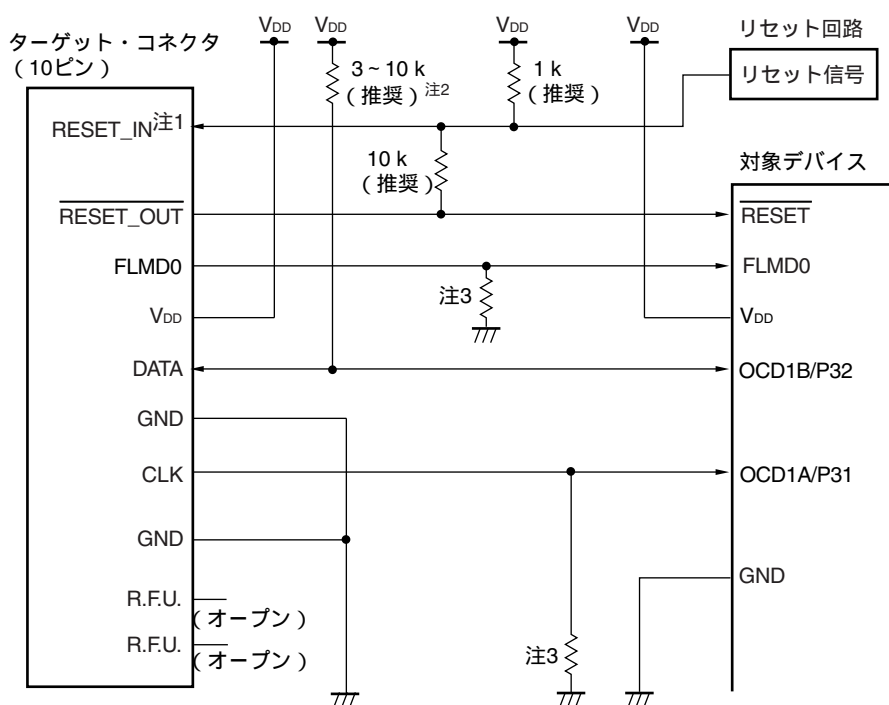 VDD VDD VDD VDD
ターゲット・コネクタ
(10ピン)
リセット回路
リセット信号
3~10 k
(推奨)注2
1 k
(推奨)
RESET_IN注1
10 k
(推奨)
対象デバイス
RESET_OUT
RESET
FLMD0
FLMD0
注3
VDD
VDD
DATA
OCD1B/P32
GND
CLK
OCD1A/P31
GND
GND
R.F.U.
(オープン)
R.F.U.
(オープン)
注3